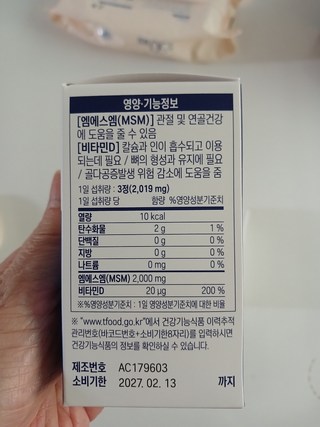 영양·기능정보
[엠에스엠(MSM)] 관절 및 연골건강
에 도움을 줄 수 있음
[비타민D] 칼슘과 인이 흡수되고 이용
되는데 필요 / 뼈의 형성과 유지에 필요
/ 골다공증발생 위험 감소에 도움을 줌
1일 섭취량 : 3정(2,019 mg)
1일 섭취량 당 함량 %영양성분기준치
열량 10 kcal
탄수화물 2 g 1 %
단백질 0 g 0 %
지방 0 g 0 %
나트륨 0 mg 0 %
엠에스엠(MSM) 2,000 mg
비타민D 20 µg 200 %
※%영양성분기준치 : 1일 영양성분기준치에 대한 비율
※ "www.tfood.go.kr"에서 건강기능식품 이력추적
관리번호(바코드번호+소비기한8자리)를 입력하시면
건강기능식품의 정보를 확인하실 수 있습니다.
제조번호 AC179603
소비기한 2027. 02. 13 까지